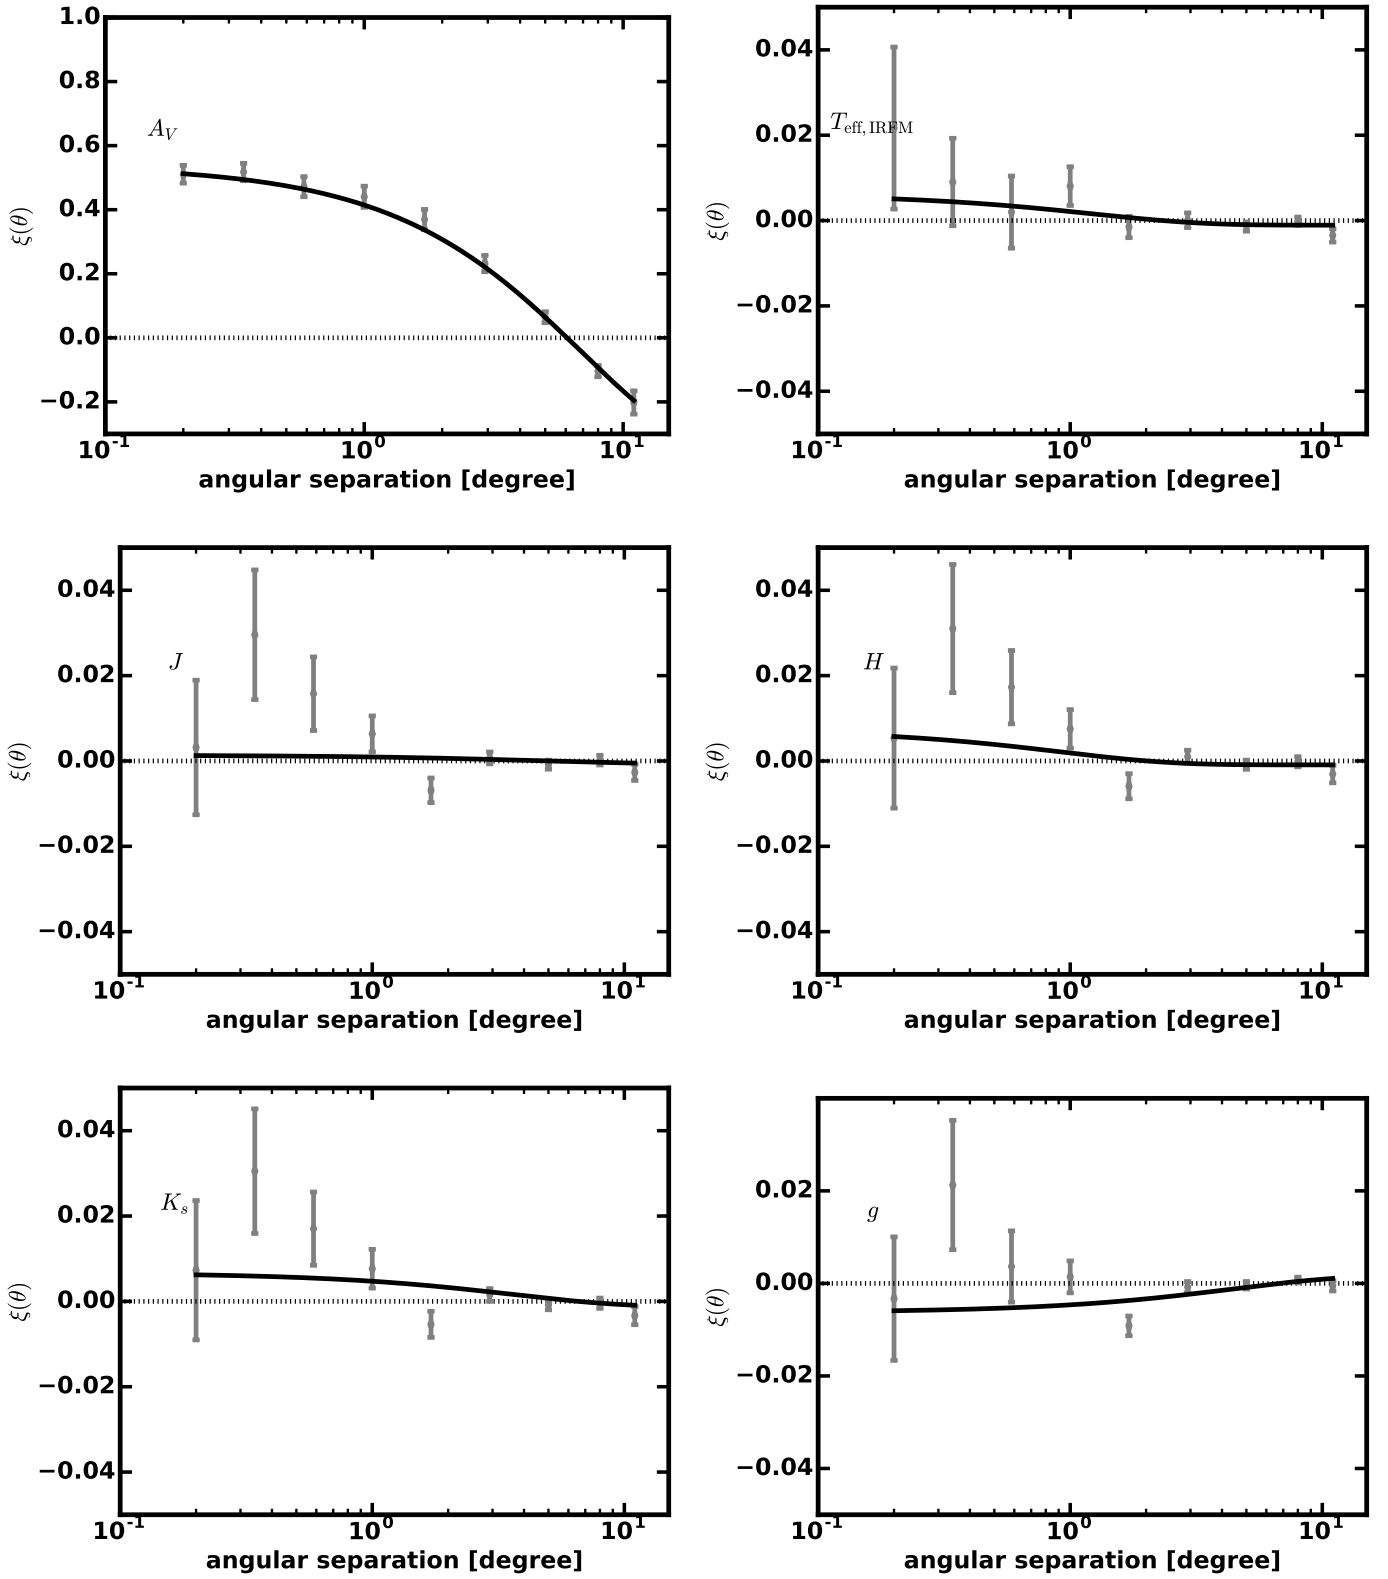 1.0
0.8
A_V
0.6
0.4
ξ(θ)
0.2
0.0
−0.2
10^-1 10^0 10^1
angular separation [degree]
0.04
0.02
T_eff, IRFM
ξ(θ)
0.00
−0.02
−0.04
10^-1 10^0 10^1
angular separation [degree]
0.04
J
0.02
ξ(θ)
0.00
−0.02
−0.04
10^-1 10^0 10^1
angular separation [degree]
0.04
H
0.02
ξ(θ)
0.00
−0.02
−0.04
10^-1 10^0 10^1
angular separation [degree]
0.04
K_s
0.02
ξ(θ)
0.00
−0.02
−0.04
10^-1 10^0 10^1
angular separation [degree]
0.02
g
ξ(θ)
0.00
−0.02
−0.04
10^-1 10^0 10^1
angular separation [degree]